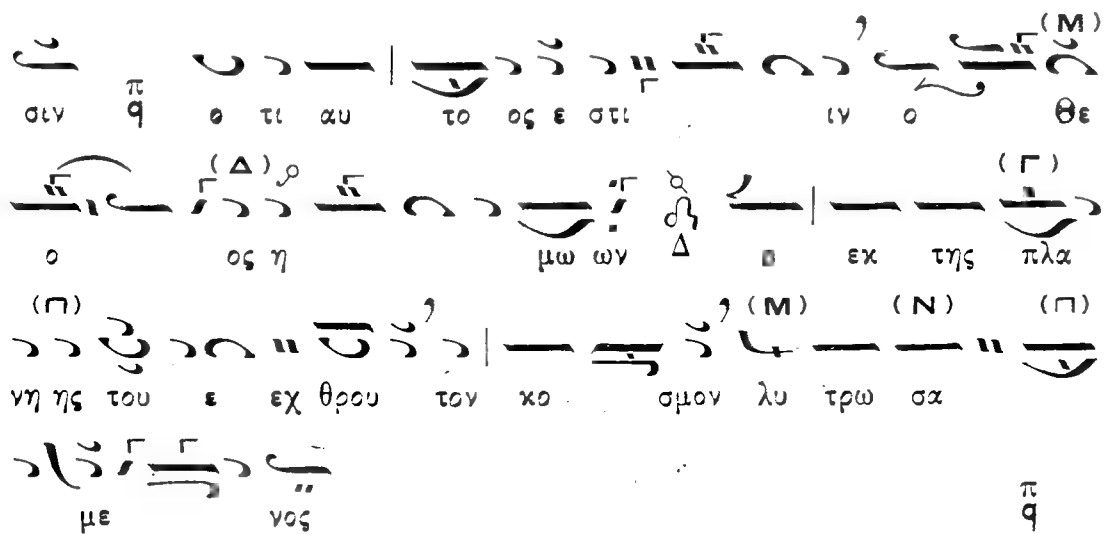 (Μ)
σιν π q ο τι αυ το ος ε στι ιν ο Θε
(Δ) (Γ)
ο ος η μω ων Δ ο εκ της πλα
(Π) (Μ) (Ν) (Π)
νη ης του ε εχ θρου τον κο σμον λυ τρω σα
με νος π q